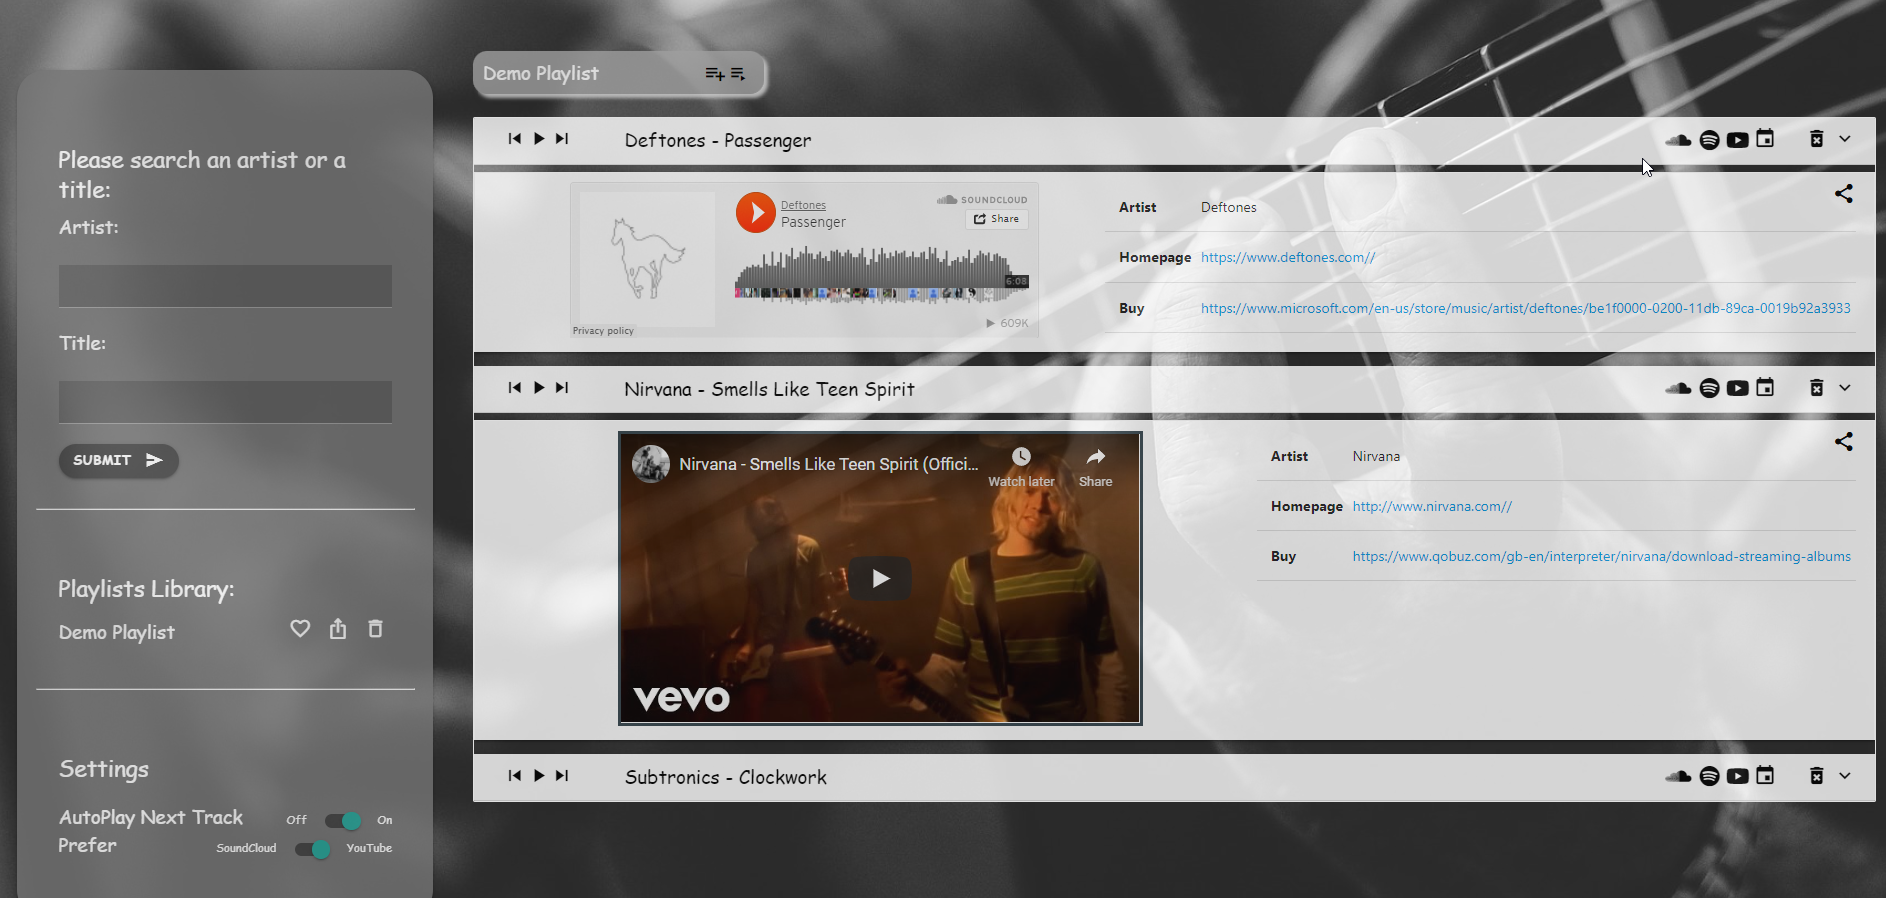 Please search an artist or a
title:
Artist:
Title:
SUBMIT
Playlists Library:
Demo Playlist
Settings
AutoPlay Next Track Off On
Prefer SoundCloud YouTube
Demo Playlist
Deftones - Passenger
Deftones
Passenger
SOUNDCLOUD
Share
6:08
609K
Privacy policy
Artist Deftones
Homepage https://www.deftones.com//
Buy https://www.microsoft.com/en-us/store/music/artist/deftones/be1f0000-0200-11db-89ca-0019b92a3933
Nirvana - Smells Like Teen Spirit
Nirvana - Smells Like Teen Spirit (Offici...
Watch later Share
vevo
Artist Nirvana
Homepage http://www.nirvana.com//
Buy https://www.qobuz.com/gb-en/interpreter/nirvana/download-streaming-albums
Subtronics - Clockwork